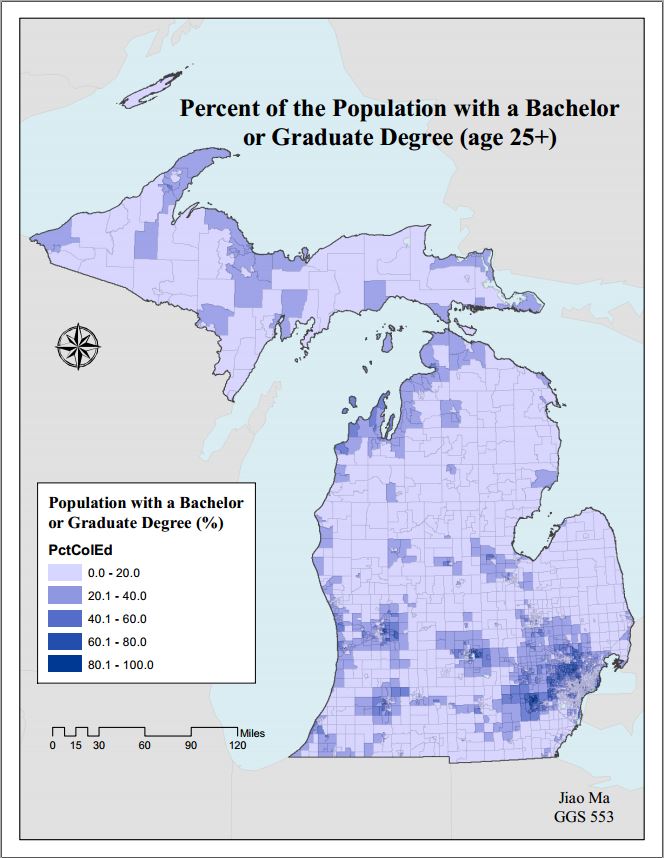 Percent of the Population with a Bachelor
or Graduate Degree (age 25+)
Population with a Bachelor
or Graduate Degree (%)
PctColEd
0.0 - 20.0
20.1 - 40.0
40.1 - 60.0
60.1 - 80.0
80.1 - 100.0
Miles
0 15 30 60 90 120
Jiao Ma
GGS 553